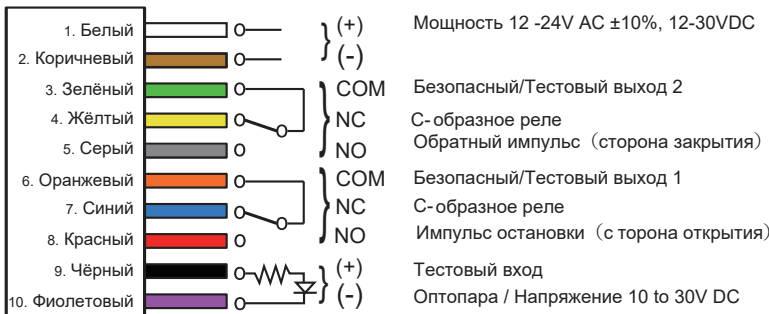 1. Белый (+) Мощность 12 -24V AC ±10%, 12-30VDC
2. Коричневый (-)
3. Зелёный COM Безопасный/Тестовый выход 2
4. Жёлтый NC С- образное реле
5. Серый NO Обратный импульс (сторона закрытия)
6. Оранжевый COM Безопасный/Тестовый выход 1
7. Синий NC С-образное реле
8. Красный NO Импульс остановки (с торона открытия)
9. Чёрный (+) Тестовый вход
10. Фиолетовый (-) Оптопара / Напряжение 10 to 30V DC